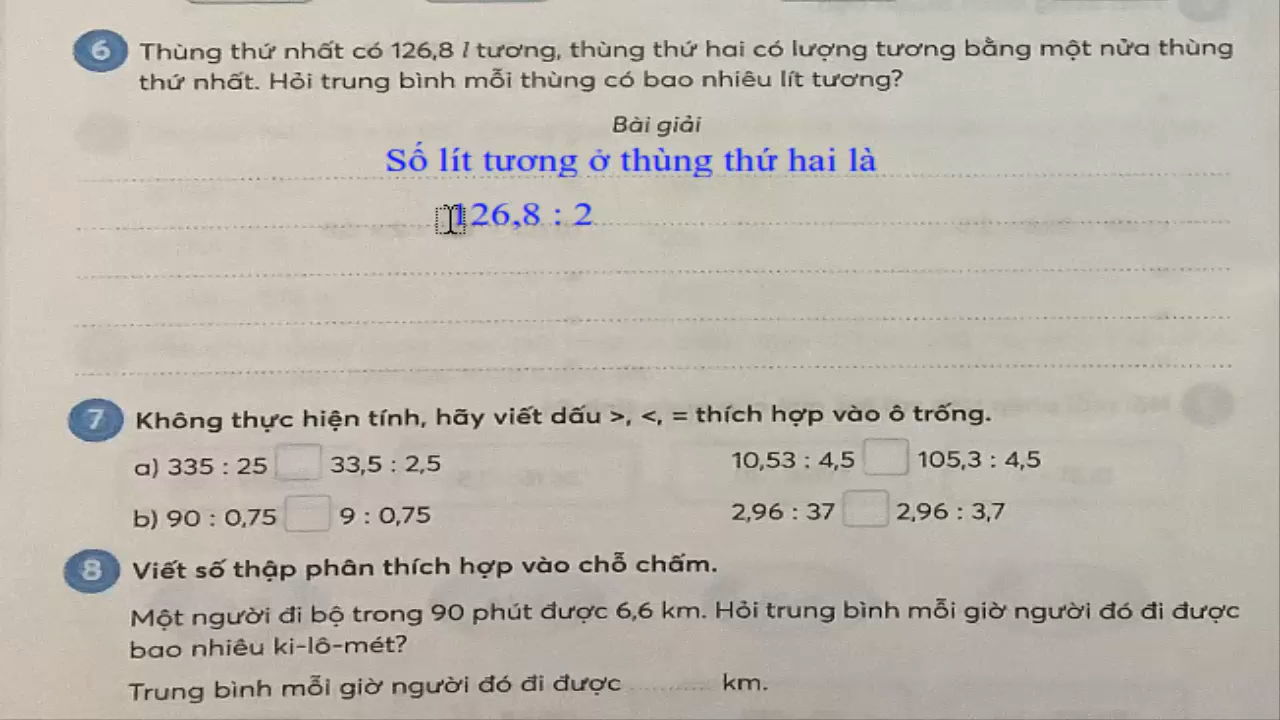 6 Thùng thứ nhất có 126,8 l tương, thùng thứ hai có lượng tương bằng một nửa thùng
thứ nhất. Hỏi trung bình mỗi thùng có bao nhiêu lít tương?
Bài giải
Số lít tương ở thùng thứ hai là
126,8 : 2
7 Không thực hiện tính, hãy viết dấu >, <, = thích hợp vào ô trống.
a) 335 : 25 33,5 : 2,5 10,53 : 4,5 105,3 : 4,5
b) 90 : 0,75 9 : 0,75 2,96 : 37 2,96 : 3,7
8 Viết số thập phân thích hợp vào chỗ chấm.
Một người đi bộ trong 90 phút được 6,6 km. Hỏi trung bình mỗi giờ người đó đi được
bao nhiêu ki-lô-mét?
Trung bình mỗi giờ người đó đi được ........... km.